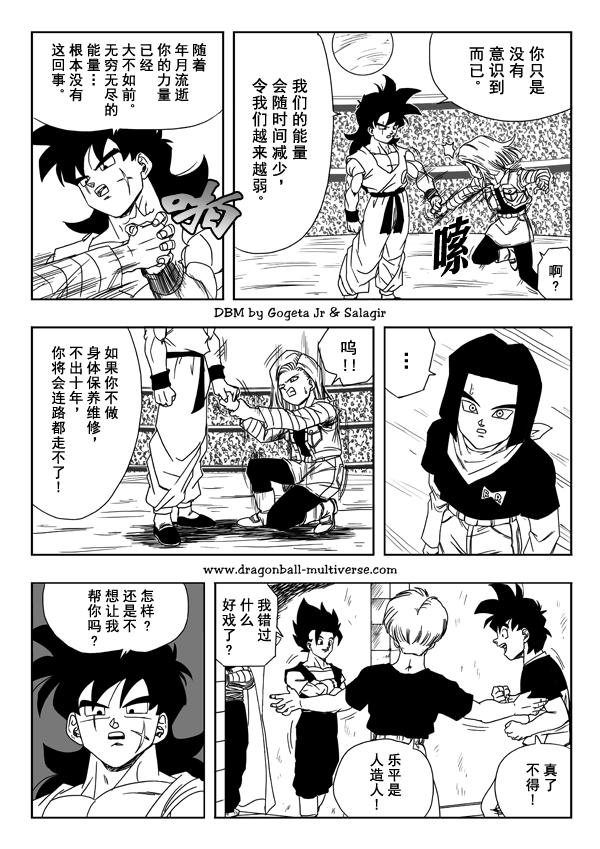 你只是
没有
意识到
而已。
我们的能量
会随时间减少，
令我们越来越弱。
嗦
啊？
随着
年月流逝
你的力量
已经
大不如前。
无穷无尽的
能量…
根本没有
这回事。
啪
DBM by Gogeta Jr & Salagir
…
呜！！
如果你不做
身体保养维修，
不出十年，
你将会连路都走不了！
www.dragonball-multiverse.com
我错过
什么
好戏了？
乐平是
人造人！
真了
不得！
怎样？
还是不
想让我
帮你吗？